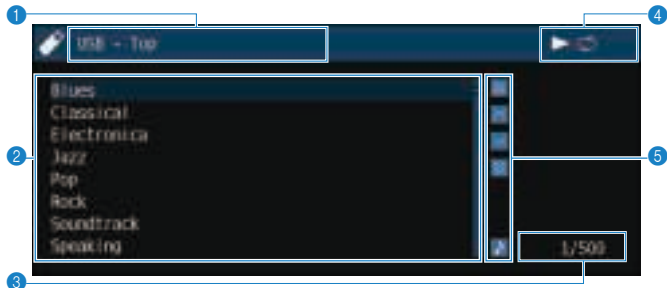 1
4
USB - Top
Blues
Classical
Electronica
2
5
Jazz
Pop
Rock
Soundtrack
Speaking
1/500
3